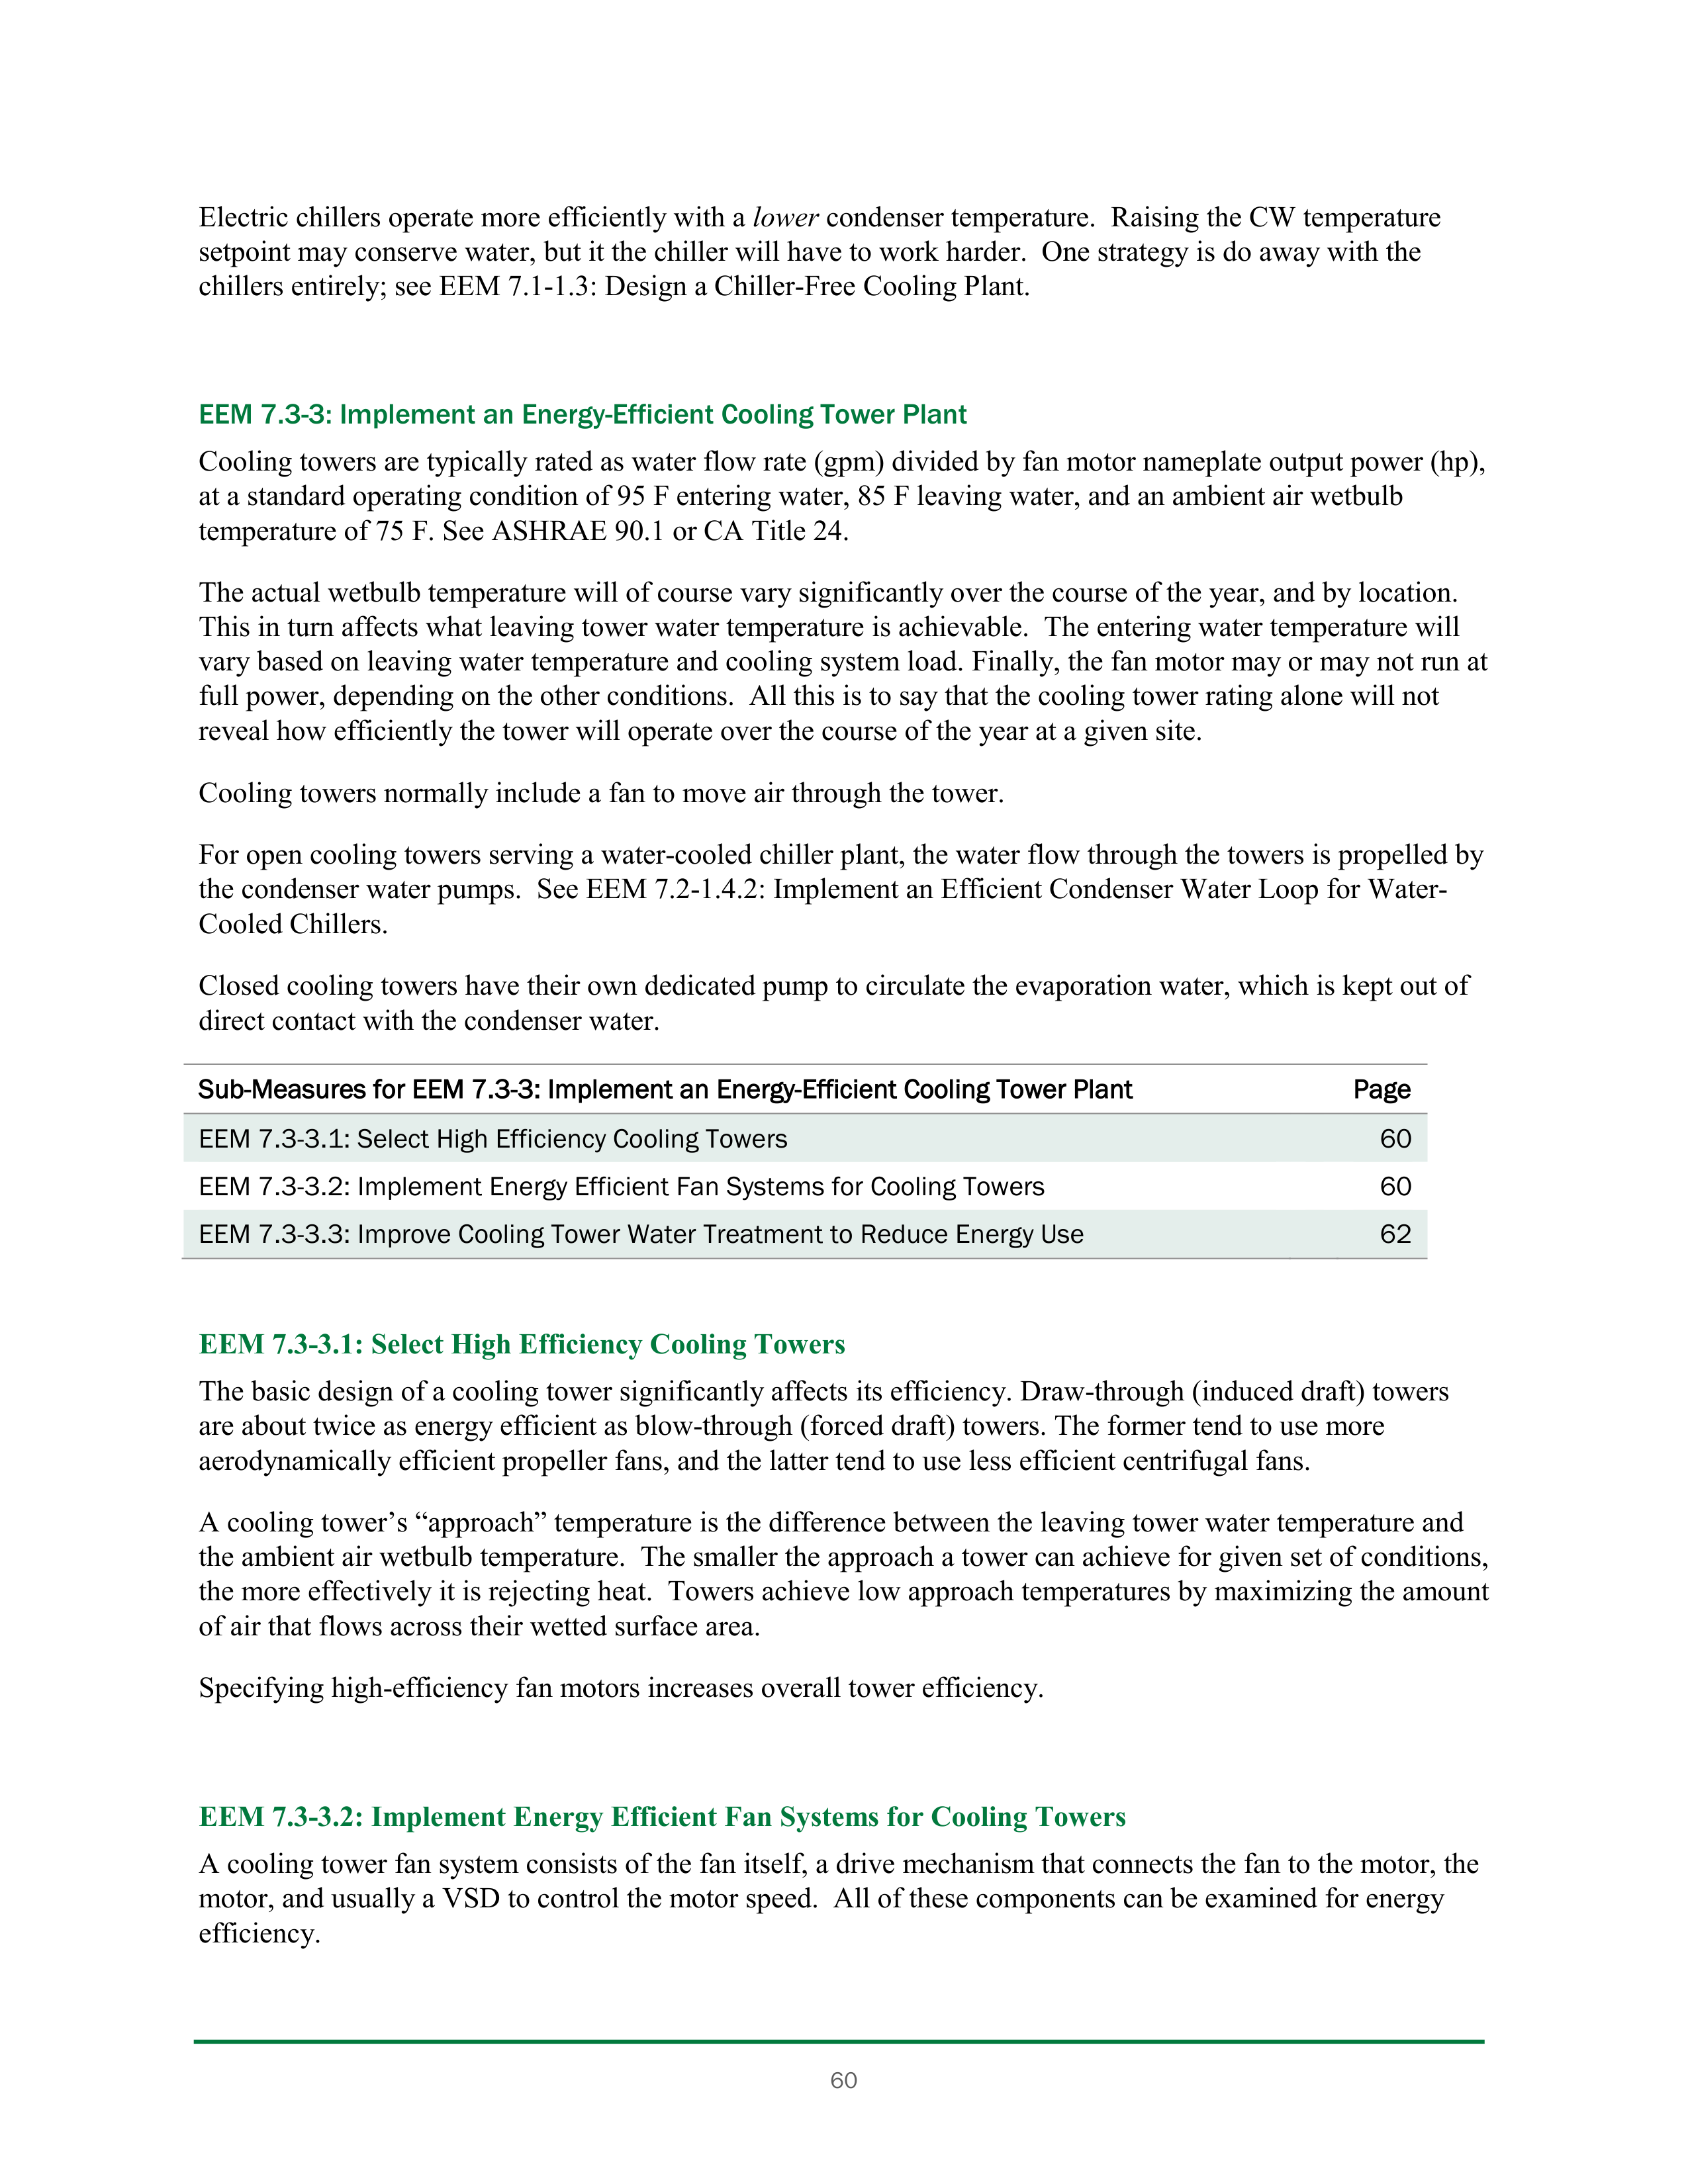 Electric chillers operate more efficiently with a lower condenser temperature.  Raising the CW temperature
setpoint may conserve water, but it the chiller will have to work harder.  One strategy is do away with the
chillers entirely; see EEM 7.1-1.3: Design a Chiller-Free Cooling Plant.
EEM 7.3-3: Implement an Energy-Efficient Cooling Tower Plant
Cooling towers are typically rated as water flow rate (gpm) divided by fan motor nameplate output power (hp),
at a standard operating condition of 95 F entering water, 85 F leaving water, and an ambient air wetbulb
temperature of 75 F. See ASHRAE 90.1 or CA Title 24.
The actual wetbulb temperature will of course vary significantly over the course of the year, and by location.
This in turn affects what leaving tower water temperature is achievable.  The entering water temperature will
vary based on leaving water temperature and cooling system load. Finally, the fan motor may or may not run at
full power, depending on the other conditions.  All this is to say that the cooling tower rating alone will not
reveal how efficiently the tower will operate over the course of the year at a given site.
Cooling towers normally include a fan to move air through the tower.
For open cooling towers serving a water-cooled chiller plant, the water flow through the towers is propelled by
the condenser water pumps.  See EEM 7.2-1.4.2: Implement an Efficient Condenser Water Loop for Water-
Cooled Chillers.
Closed cooling towers have their own dedicated pump to circulate the evaporation water, which is kept out of
direct contact with the condenser water.
Sub-Measures for EEM 7.3-3: Implement an Energy-Efficient Cooling Tower Plant Page
EEM 7.3-3.1: Select High Efficiency Cooling Towers 60
EEM 7.3-3.2: Implement Energy Efficient Fan Systems for Cooling Towers 60
EEM 7.3-3.3: Improve Cooling Tower Water Treatment to Reduce Energy Use 62
EEM 7.3-3.1: Select High Efficiency Cooling Towers
The basic design of a cooling tower significantly affects its efficiency. Draw-through (induced draft) towers
are about twice as energy efficient as blow-through (forced draft) towers. The former tend to use more
aerodynamically efficient propeller fans, and the latter tend to use less efficient centrifugal fans.
A cooling tower’s “approach” temperature is the difference between the leaving tower water temperature and
the ambient air wetbulb temperature.  The smaller the approach a tower can achieve for given set of conditions,
the more effectively it is rejecting heat.  Towers achieve low approach temperatures by maximizing the amount
of air that flows across their wetted surface area.
Specifying high-efficiency fan motors increases overall tower efficiency.
EEM 7.3-3.2: Implement Energy Efficient Fan Systems for Cooling Towers
A cooling tower fan system consists of the fan itself, a drive mechanism that connects the fan to the motor, the
motor, and usually a VSD to control the motor speed.  All of these components can be examined for energy
efficiency.
60